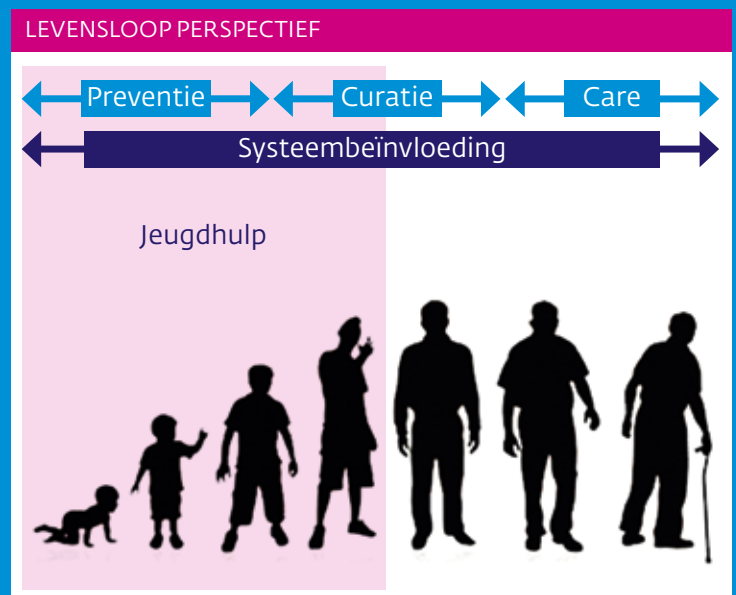 LEVENSLOOP PERSPECTIEF
Preventie Curatie Care
Systeembeïnvloeding
Jeugdhulp